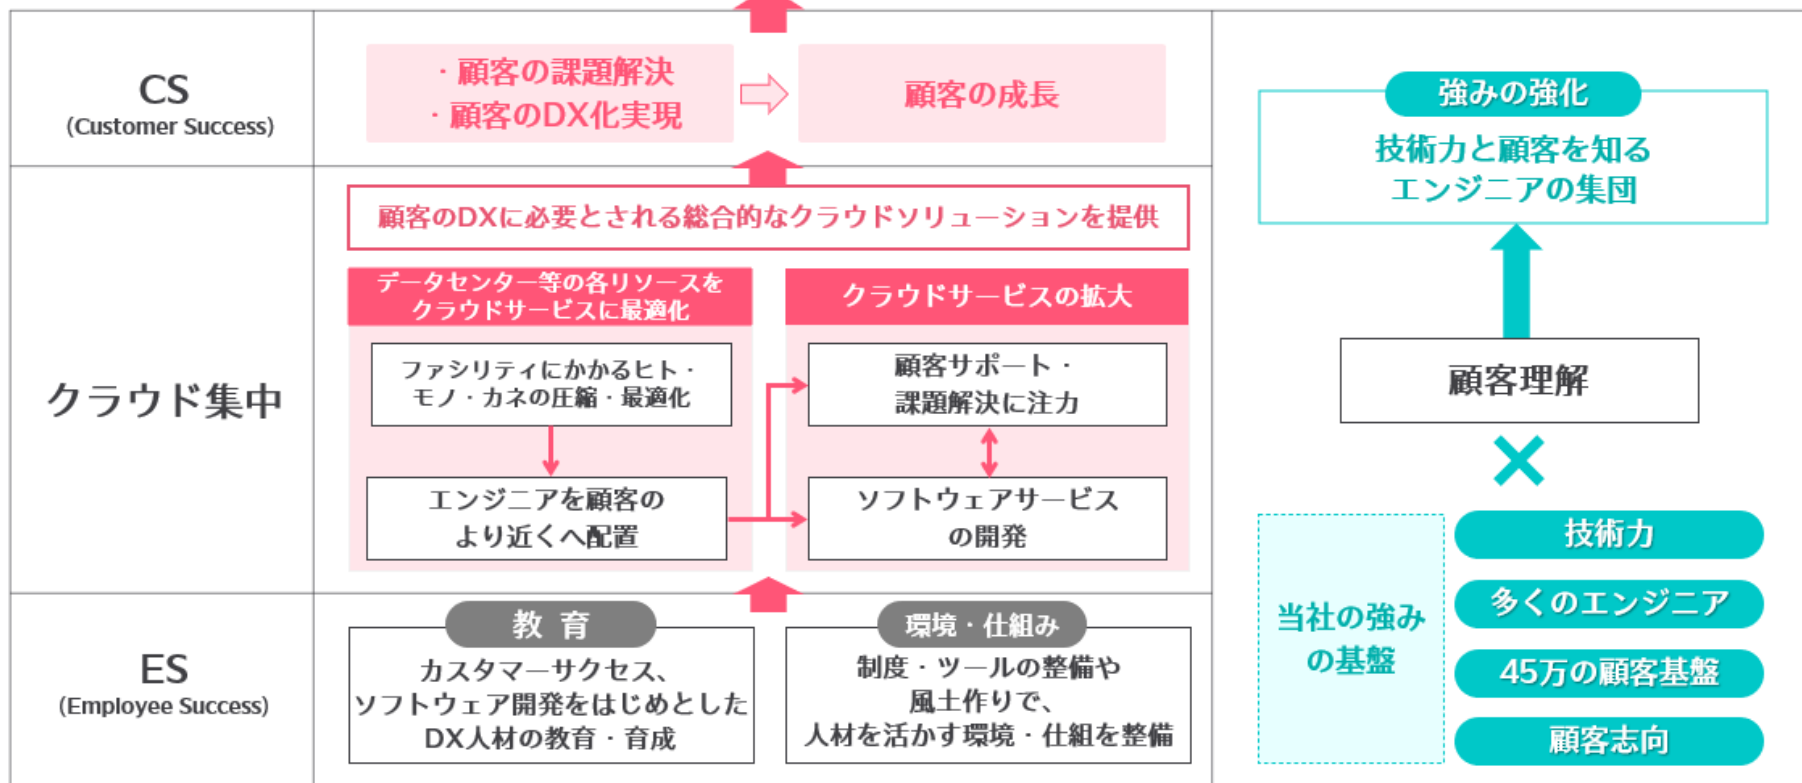 CS
(Customer Success)
・顧客の課題解決
・顧客のDX化実現
顧客の成長
クラウド集中
顧客のDXに必要とされる総合的なクラウドソリューションを提供
データセンター等の各リソースを
クラウドサービスに最適化
ファシリティにかかるヒト・
モノ・カネの圧縮・最適化
エンジニアを顧客の
より近くへ配置
クラウドサービスの拡大
顧客サポート・
課題解決に注力
ソフトウェアサービス
の開発
ES
(Employee Success)
教 育
カスタマーサクセス、
ソフトウェア開発をはじめとした
DX人材の教育・育成
環境・仕組み
制度・ツールの整備や
風土作りで、
人材を活かす環境・仕組を整備
強みの強化
技術力と顧客を知る
エンジニアの集団
顧客理解
×
当社の強み
の基盤
技術力
多くのエンジニア
45万の顧客基盤
顧客志向